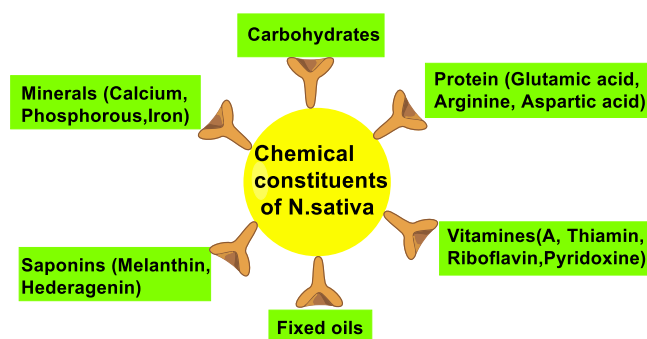 Carbohydrates
Minerals (Calcium,
Phosphorous,Iron)
Protein (Glutamic acid,
Arginine, Aspartic acid)
Chemical
constituents
of N.sativa
Saponins (Melanthin,
Hederagenin)
Vitamines(A, Thiamin,
Riboflavin,Pyridoxine)
Fixed oils